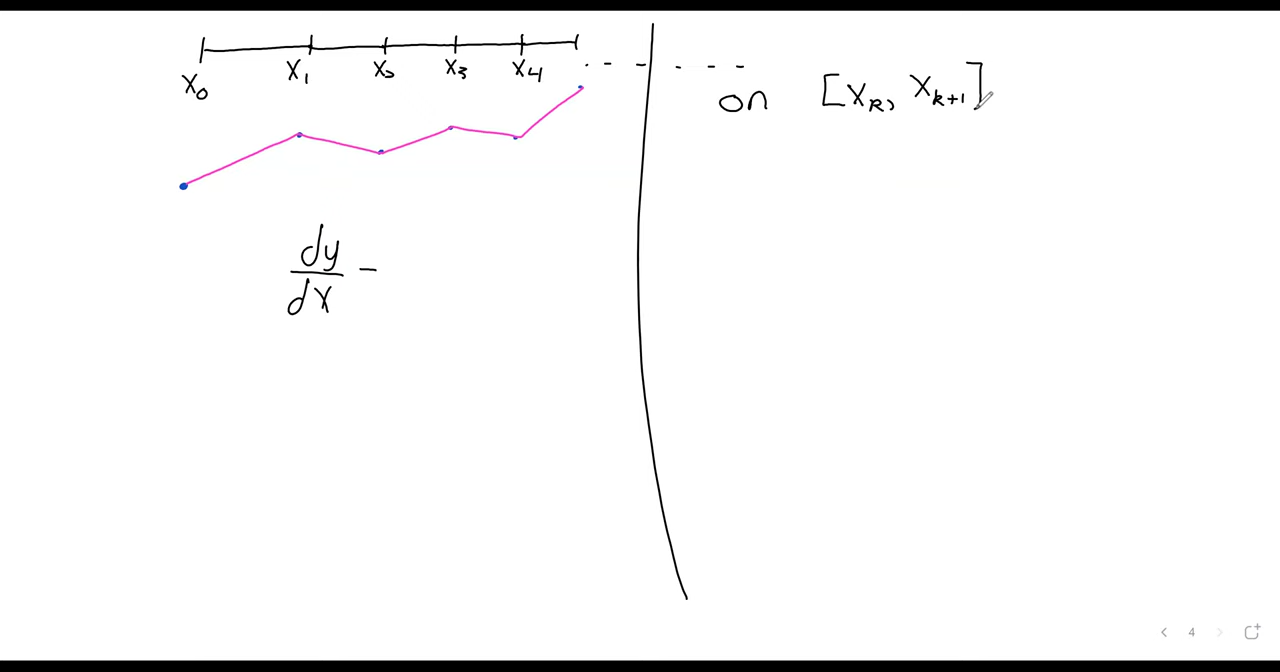 x₀ x₁ x₂ x₃ x₄
dy/dx =
on [xₖ, xₖ₊₁]
4